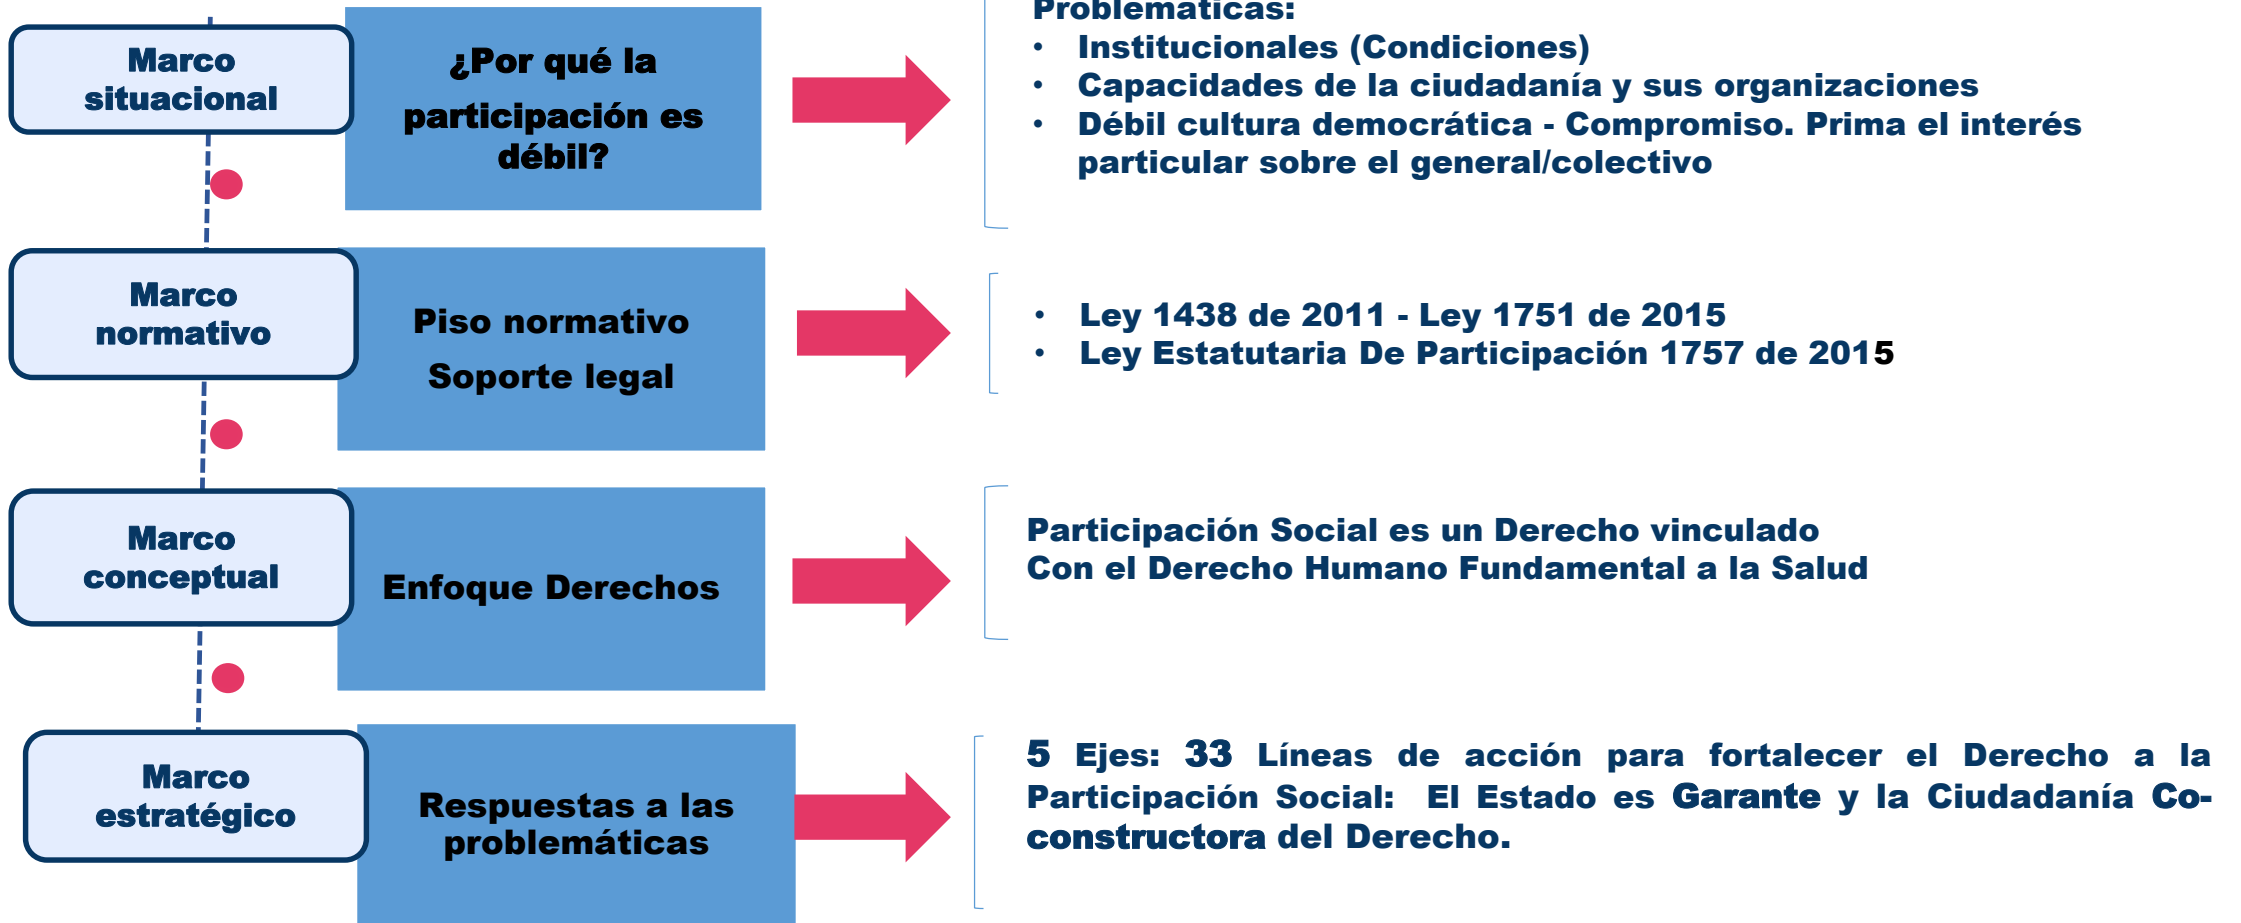 Marco
situacional
¿Por qué la
participación es
débil?
Problemáticas:
• Institucionales (Condiciones)
• Capacidades de la ciudadanía y sus organizaciones
• Débil cultura democrática - Compromiso. Prima el interés
particular sobre el general/colectivo
Marco
normativo
Piso normativo
Soporte legal
• Ley 1438 de 2011 - Ley 1751 de 2015
• Ley Estatutaria De Participación 1757 de 2015
Marco
conceptual
Enfoque Derechos
Participación Social es un Derecho vinculado
Con el Derecho Humano Fundamental a la Salud
Marco
estratégico
Respuestas a las
problemáticas
5 Ejes: 33 Líneas de acción para fortalecer el Derecho a la
Participación Social: El Estado es Garante y la Ciudadanía Co-
constructora del Derecho.